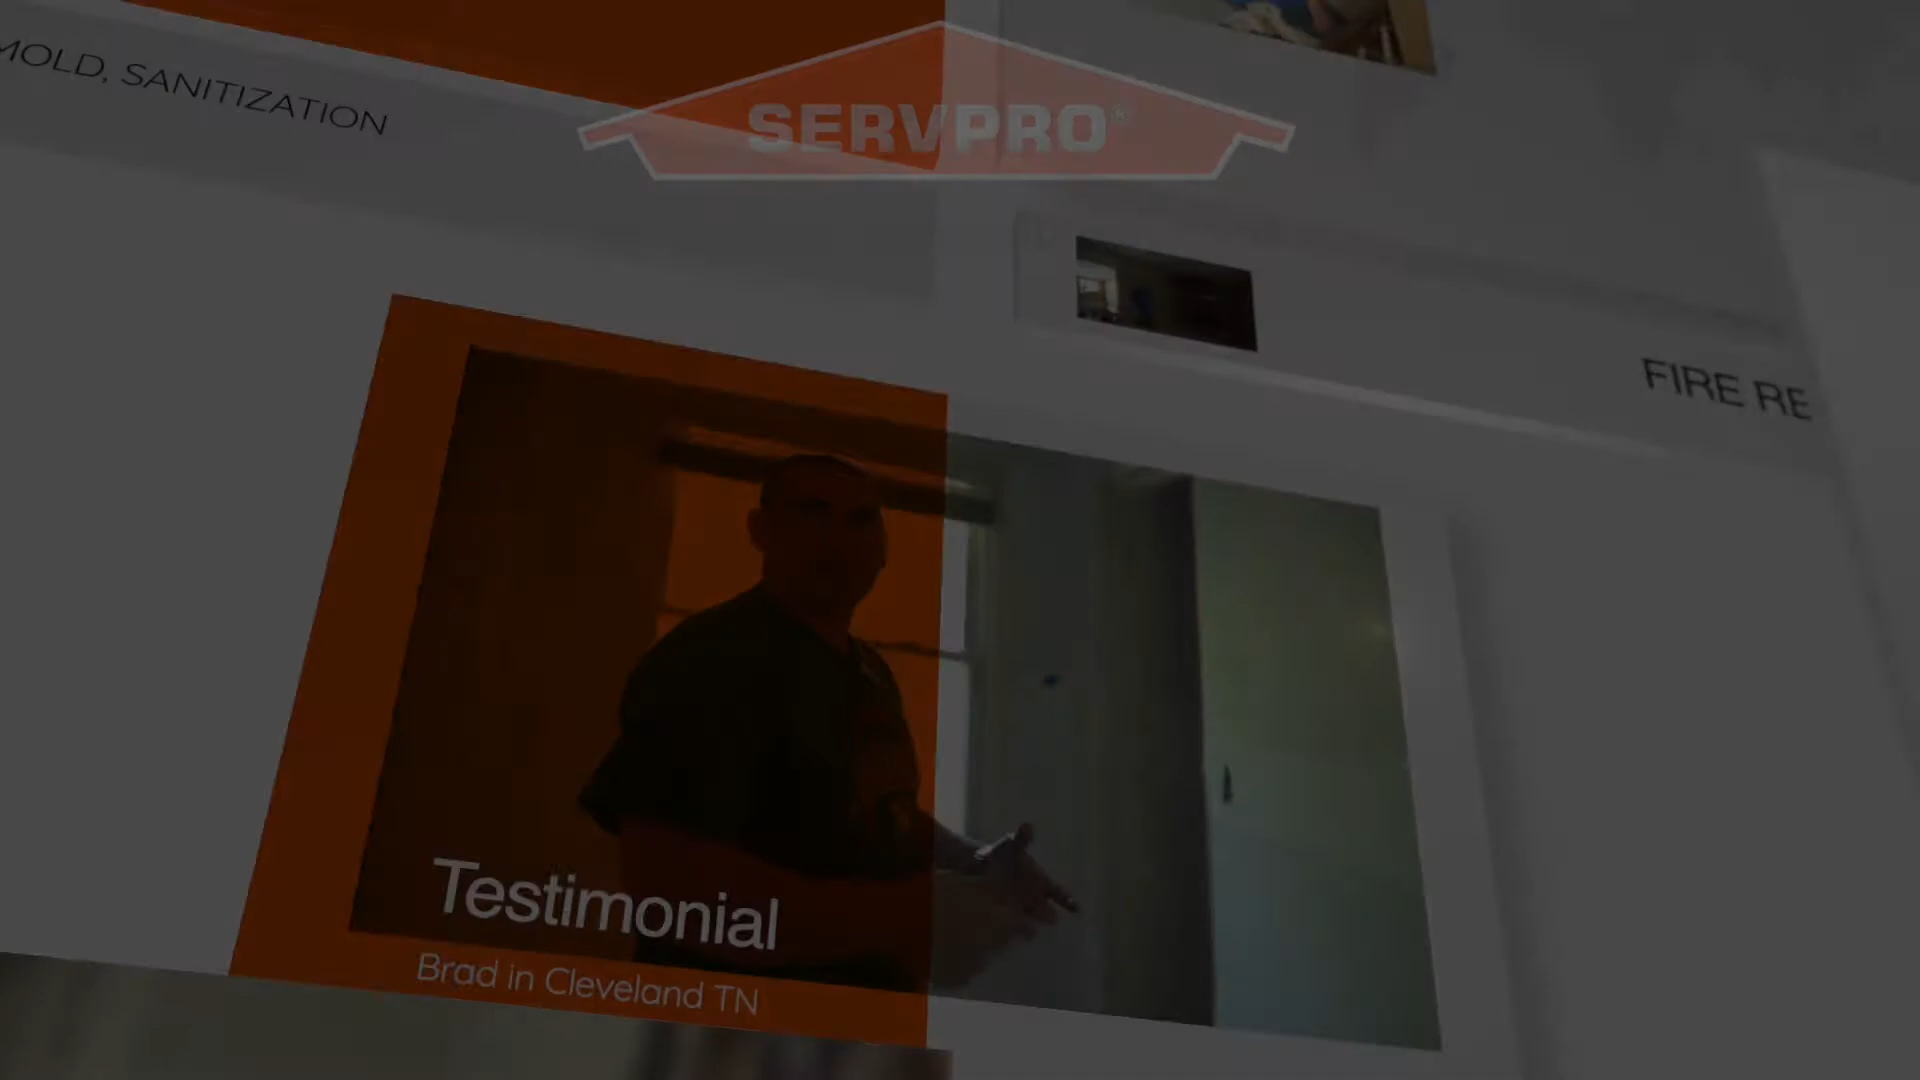 MOLD, SANITIZATION
SERVPRO®
FIRE RE
Testimonial
Brad in Cleveland TN